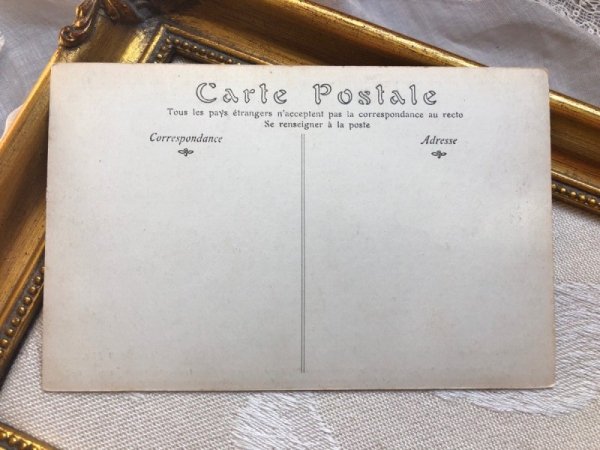 Carte Postale
Tous les pays étrangers n'acceptent pas la correspondance au recto
Se renseigner à la poste
Correspondance
Adresse